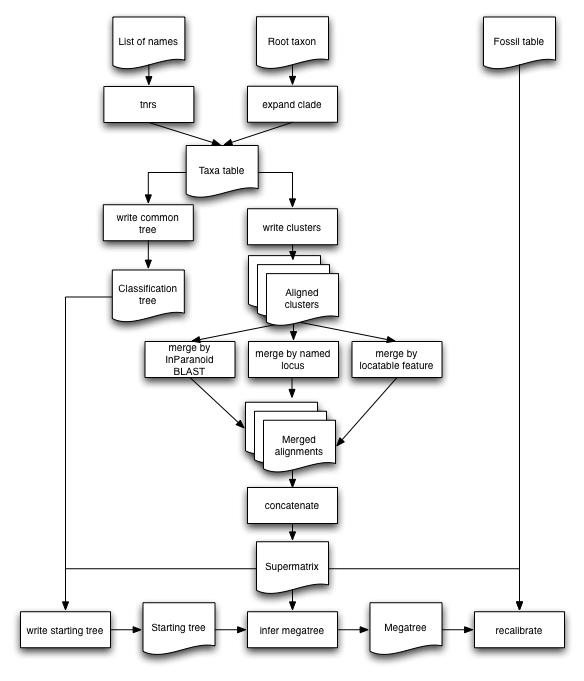 List of names
Root taxon
Fossil table
tnrs
expand clade
Taxa table
write common
tree
write clusters
Classification
tree
Aligned
clusters
merge by
InParanoid
BLAST
merge by named
locus
merge by
locatable feature
Merged
alignments
concatenate
Supermatrix
write starting tree
Starting tree
infer megatree
Megatree
recalibrate